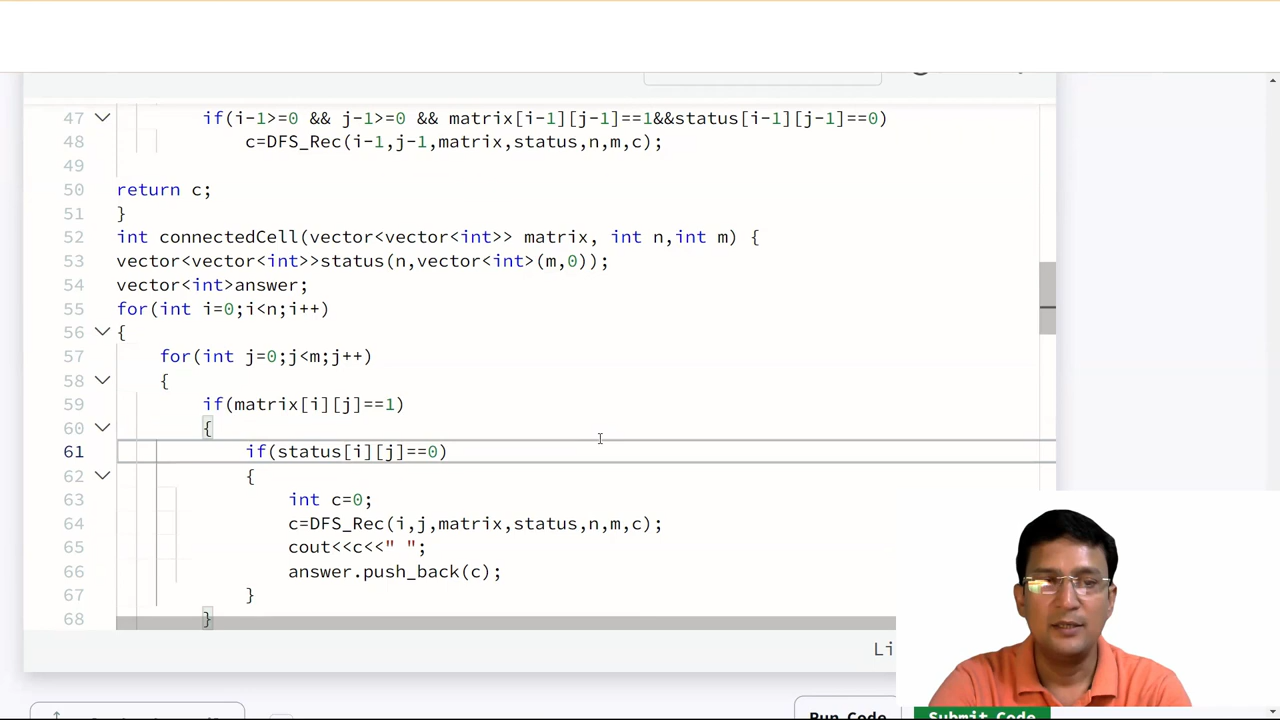 47 if(i-1>=0 && j-1>=0 && matrix[i-1][j-1]==1&&status[i-1][j-1]==0)
48 c=DFS_Rec(i-1,j-1,matrix,status,n,m,c);
49
50 return c;
51 }
52 int connectedCell(vector<vector<int>> matrix, int n,int m) {
53 vector<vector<int>>status(n,vector<int>(m,0));
54 vector<int>answer;
55 for(int i=0;i<n;i++)
56 {
57 for(int j=0;j<m;j++)
58 {
59 if(matrix[i][j]==1)
60 {
61 if(status[i][j]==0)
62 {
63 int c=0;
64 c=DFS_Rec(i,j,matrix,status,n,m,c);
65 cout<<c<<" ";
66 answer.push_back(c);
67 }
68 }
Li
Run Code Submit Code